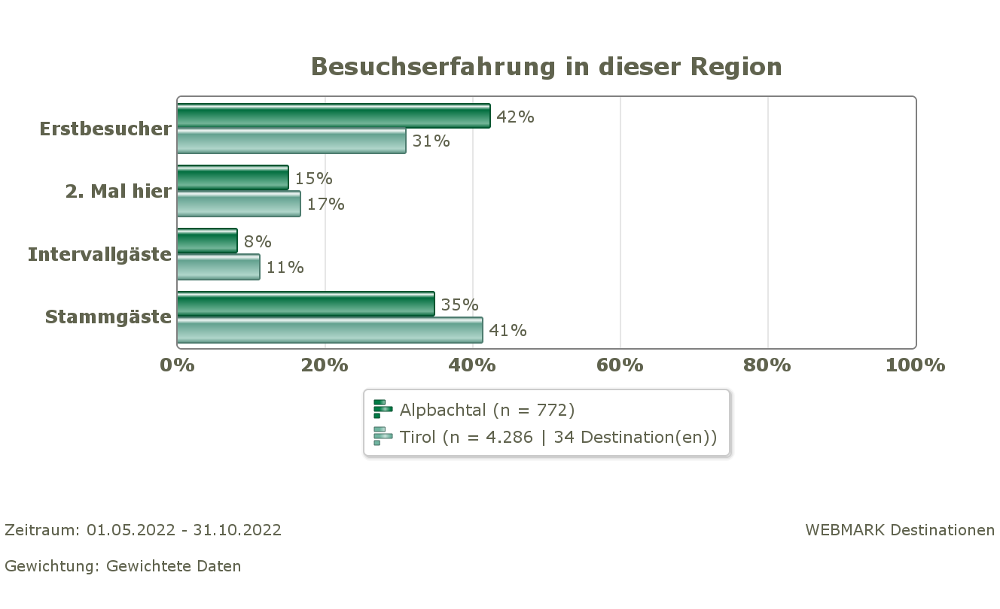 Besuchserfahrung in dieser Region
Erstbesucher
42%
31%
2. Mal hier
15%
17%
Intervallgäste
8%
11%
Stammgäste
35%
41%
0% 20% 40% 60% 80% 100%
Alpbachtal (n = 772)
Tirol (n = 4.286 | 34 Destination(en))
Zeitraum: 01.05.2022 - 31.10.2022
WEBMARK Destinationen
Gewichtung: Gewichtete Daten